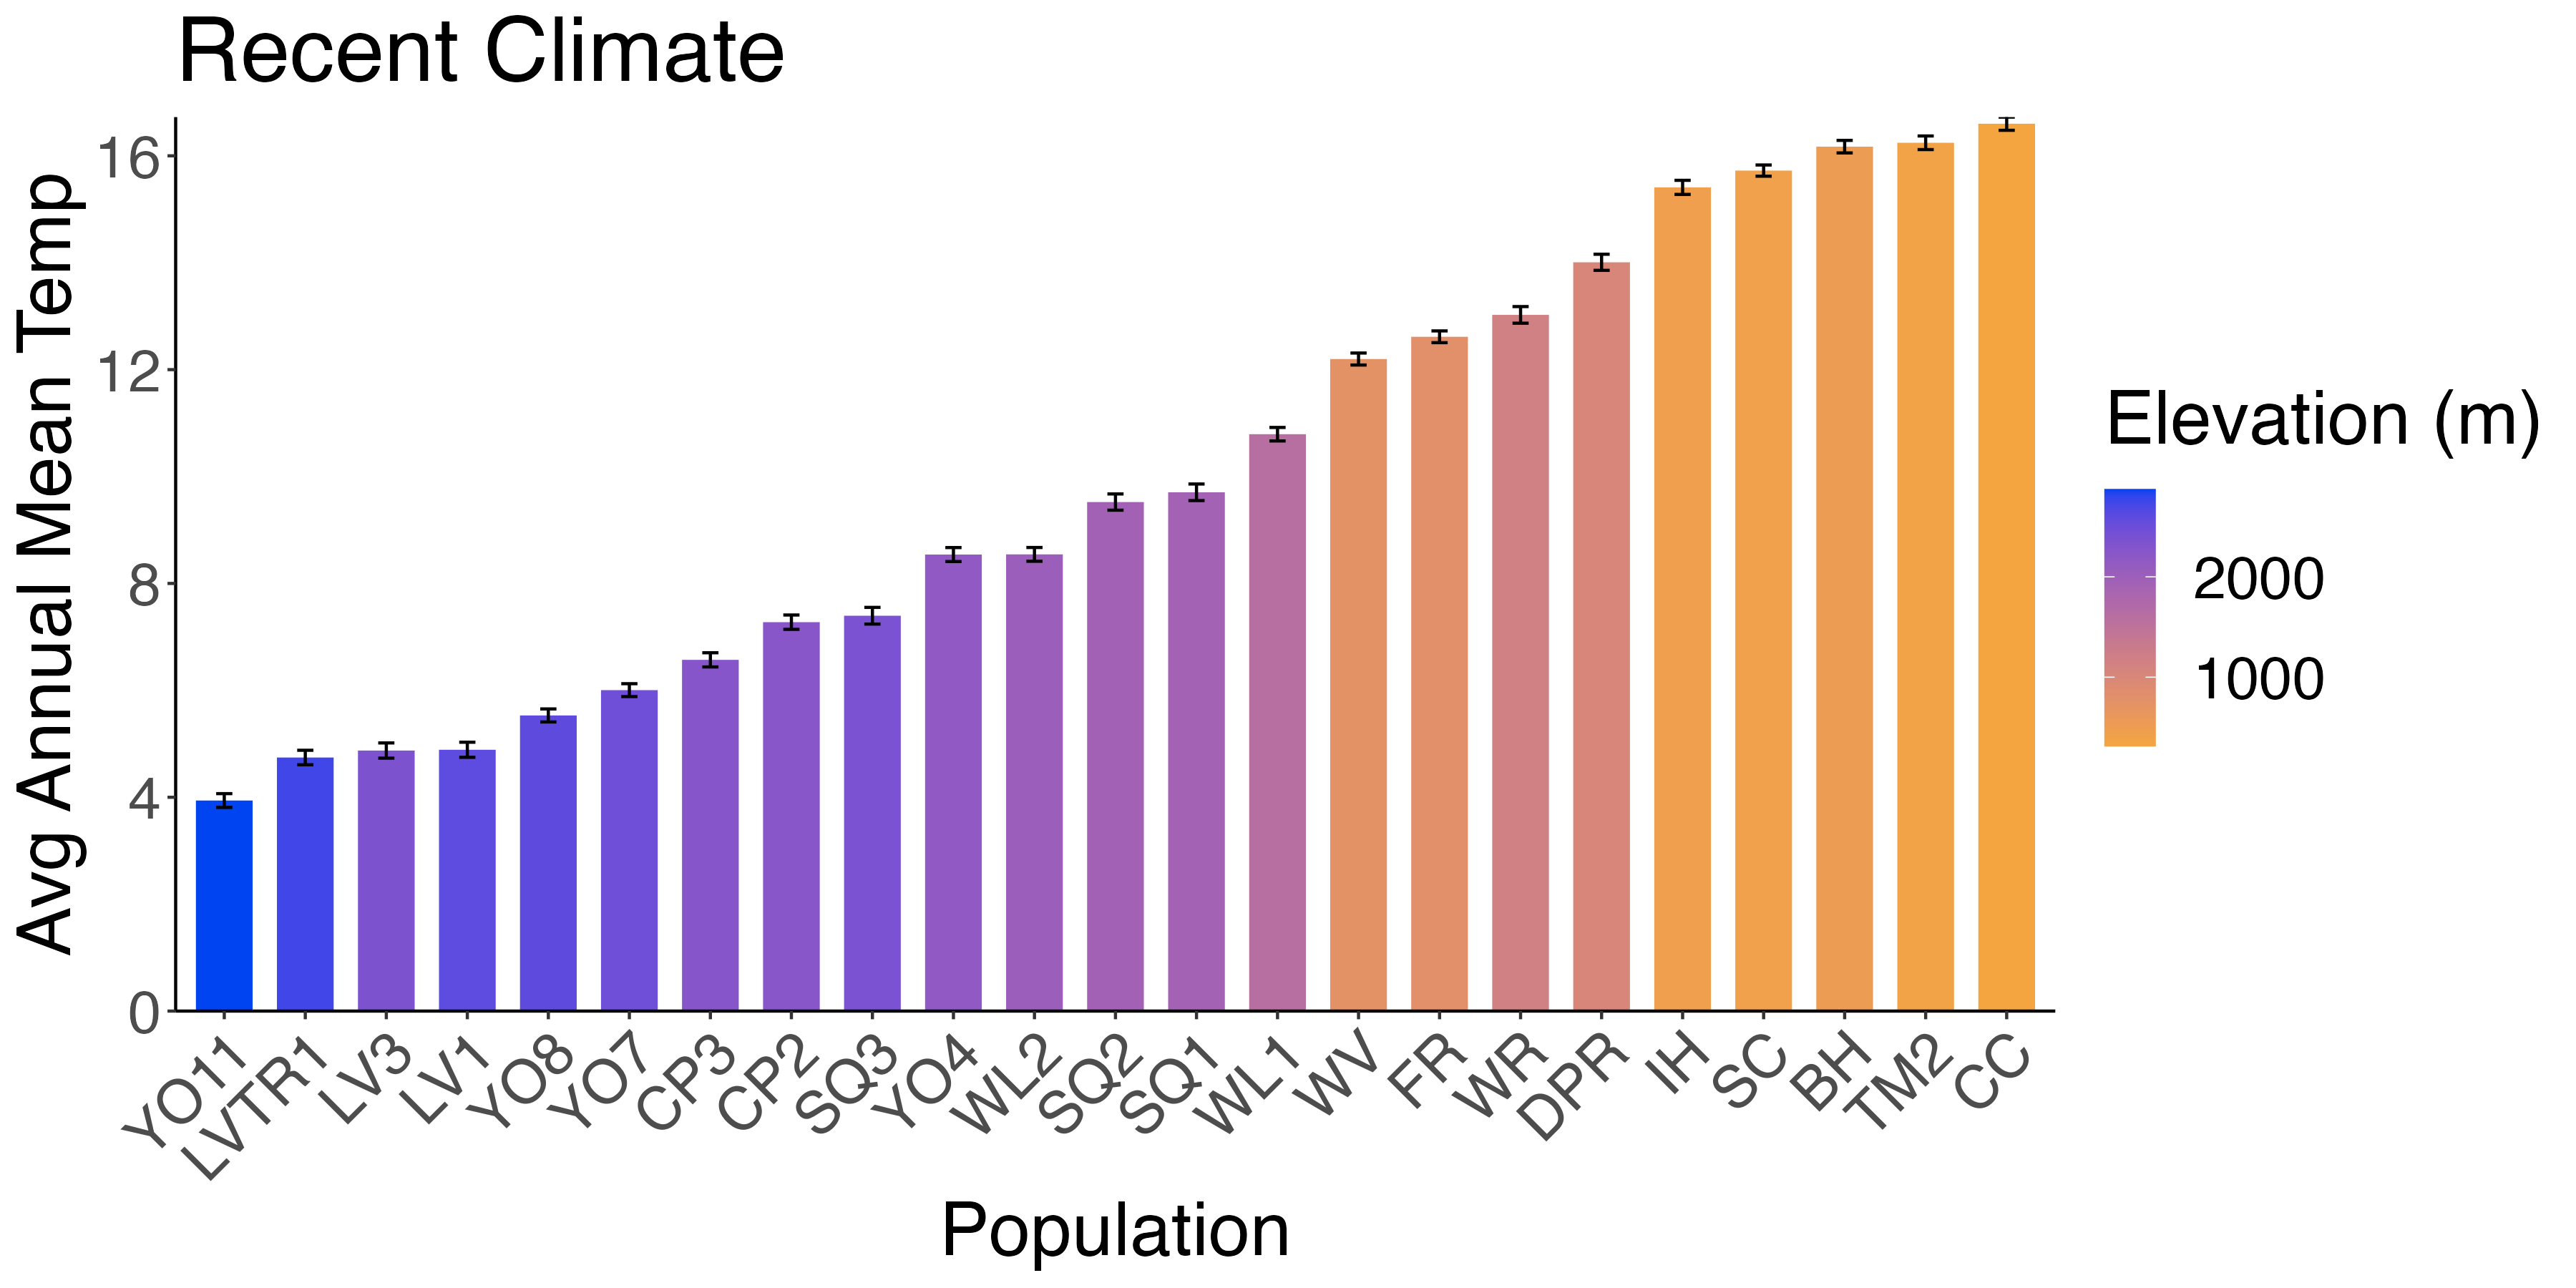 Recent Climate
Avg Annual Mean Temp
16
12
8
4
0
YO11
LVTR1
LV3
LV1
YO8
YO7
CP3
CP2
SQ3
YO4
WL2
SQ2
SQ1
WL1
WV
FR
WR
DPR
IH
SC
BH
TM2
CC
Population
Elevation (m)
2000
1000